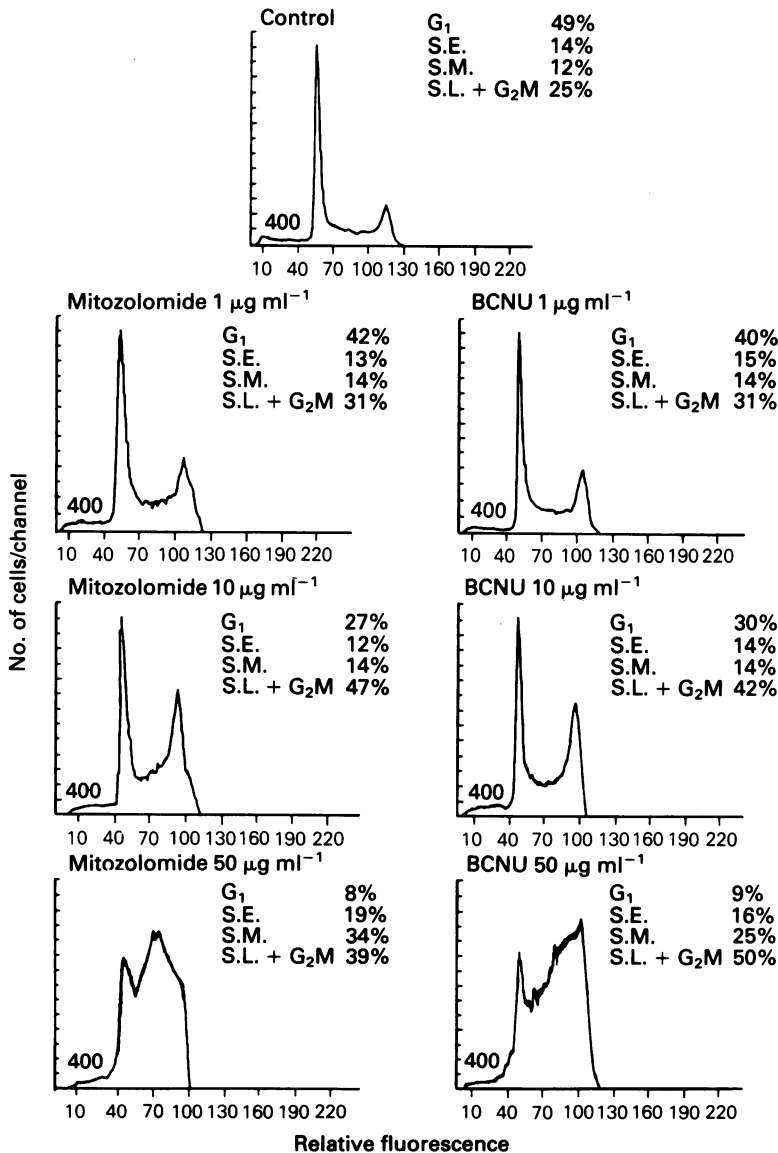 Control
G₁ 49%
S.E. 14%
S.M. 12%
S.L. + G₂M 25%
400
10 40 70 100 130 160 190 220
Mitozolomide 1 μg ml⁻¹
G₁ 42%
S.E. 13%
S.M. 14%
S.L. + G₂M 31%
400
10 40 70 100 130 160 190 220
BCNU 1 μg ml⁻¹
G₁ 40%
S.E. 15%
S.M. 14%
S.L. + G₂M 31%
400
10 40 70 100 130 160 190 220
No. of cells/channel
Mitozolomide 10 μg ml⁻¹
G₁ 27%
S.E. 12%
S.M. 14%
S.L. + G₂M 47%
400
10 40 70 100 130 160 190 220
BCNU 10 μg ml⁻¹
G₁ 30%
S.E. 14%
S.M. 14%
S.L. + G₂M 42%
400
10 40 70 100 130 160 190 220
Mitozolomide 50 μg ml⁻¹
G₁ 8%
S.E. 19%
S.M. 34%
S.L. + G₂M 39%
400
10 40 70 100 130 160 190 220
BCNU 50 μg ml⁻¹
G₁ 9%
S.E. 16%
S.M. 25%
S.L. + G₂M 50%
400
10 40 70 100 130 160 190 220
Relative fluorescence